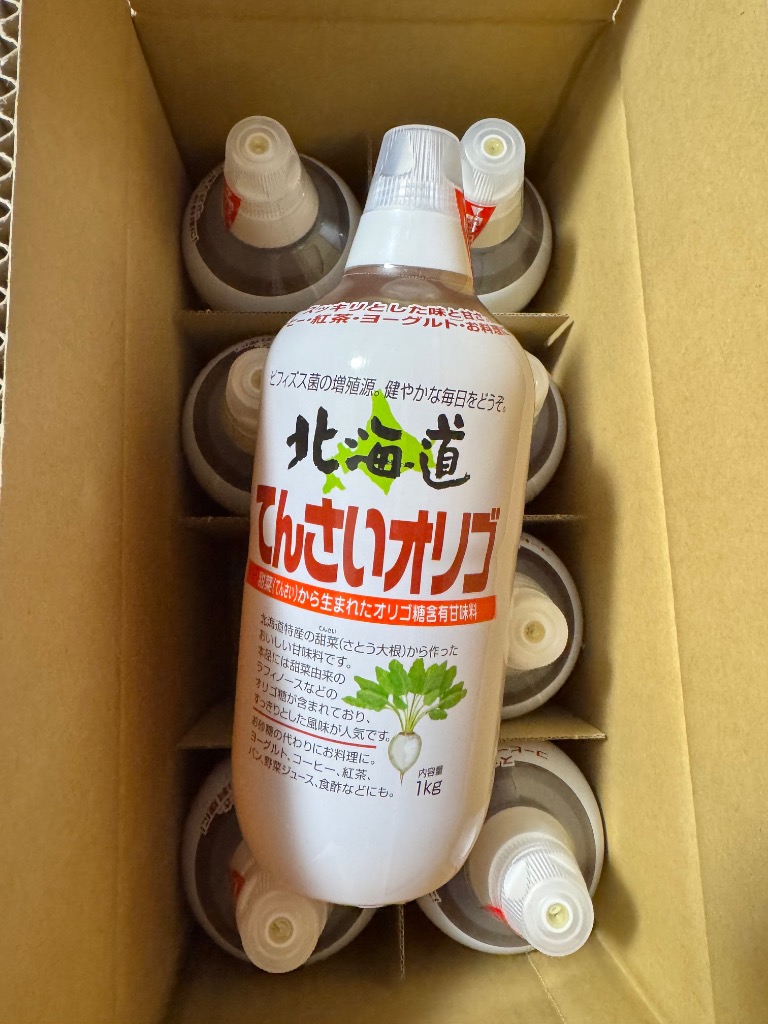 スッキリとした味と甘さ
コーヒー・紅茶・ヨーグルト・お料理
ビフィズス菌の増殖源。健やかな毎日をどうぞ。
北海道
てんさいオリゴ
甜菜(てんさい)から生まれたオリゴ糖含有甘味料
てんさい
北海道特産の甜菜(さとう大根)から作った
おいしい甘味料です。
本品には甜菜由来の
ラフィノースなどの
オリゴ糖が含まれており、
すっきりとした風味が人気です。
お砂糖の代わりにお料理に。
ヨーグルト、コーヒー、紅茶、
パン、野菜ジュース、食酢などにも。
内容量
1kg